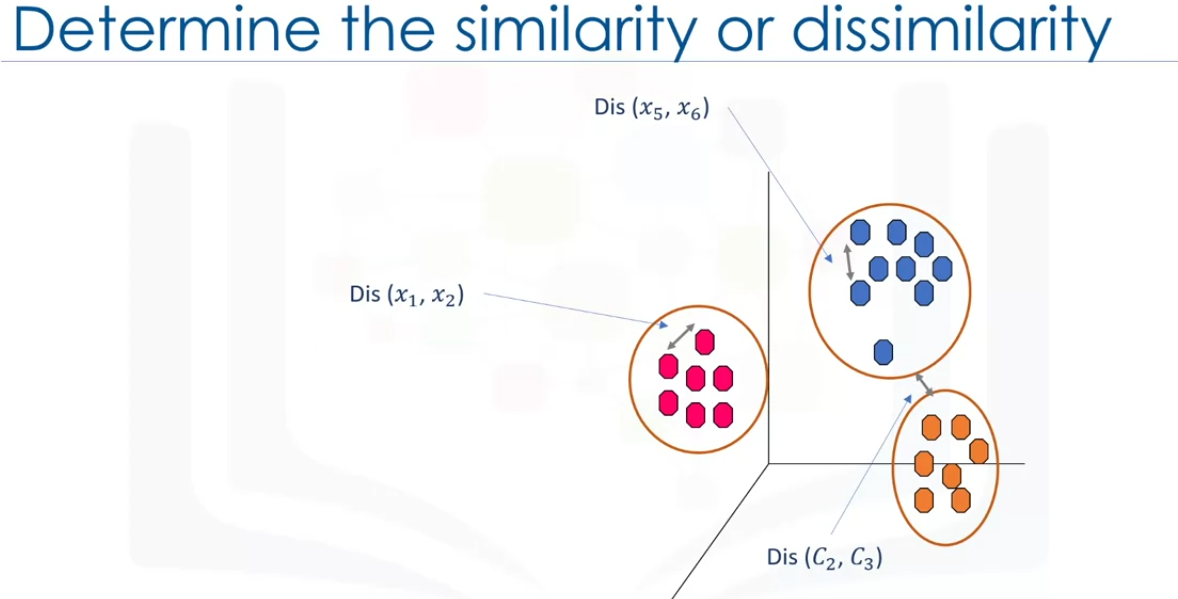 Determine the similarity or dissimilarity
Dis (x₅, x₆)
Dis (x₁, x₂)
Dis (C₂, C₃)